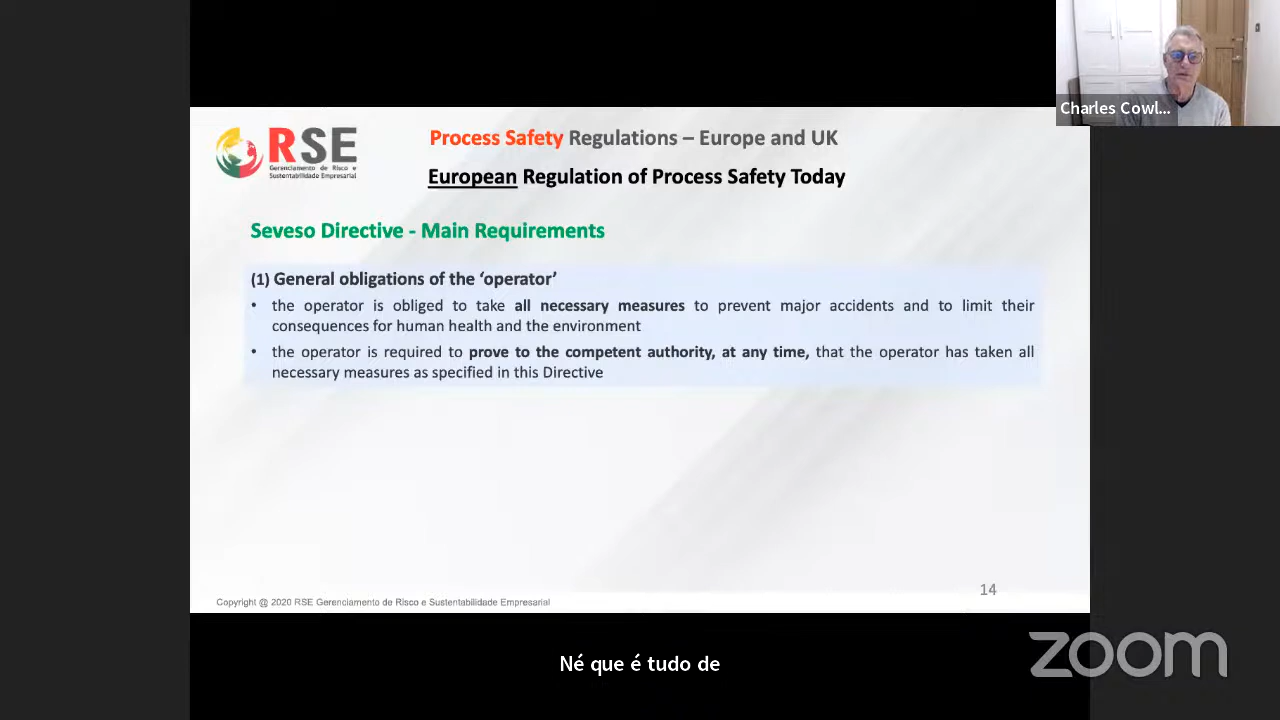 Charles Cowl...
RSE
Gerenciamento de Risco e
Sustentabilidade Empresarial
Process Safety Regulations – Europe and UK
European Regulation of Process Safety Today
Seveso Directive - Main Requirements
(1) General obligations of the ‘operator’
• the operator is obliged to take all necessary measures to prevent major accidents and to limit their
consequences for human health and the environment
• the operator is required to prove to the competent authority, at any time, that the operator has taken all
necessary measures as specified in this Directive
14
Copyright @ 2020 RSE Gerenciamento de Risco e Sustentabilidade Empresarial
Né que é tudo de
zoom